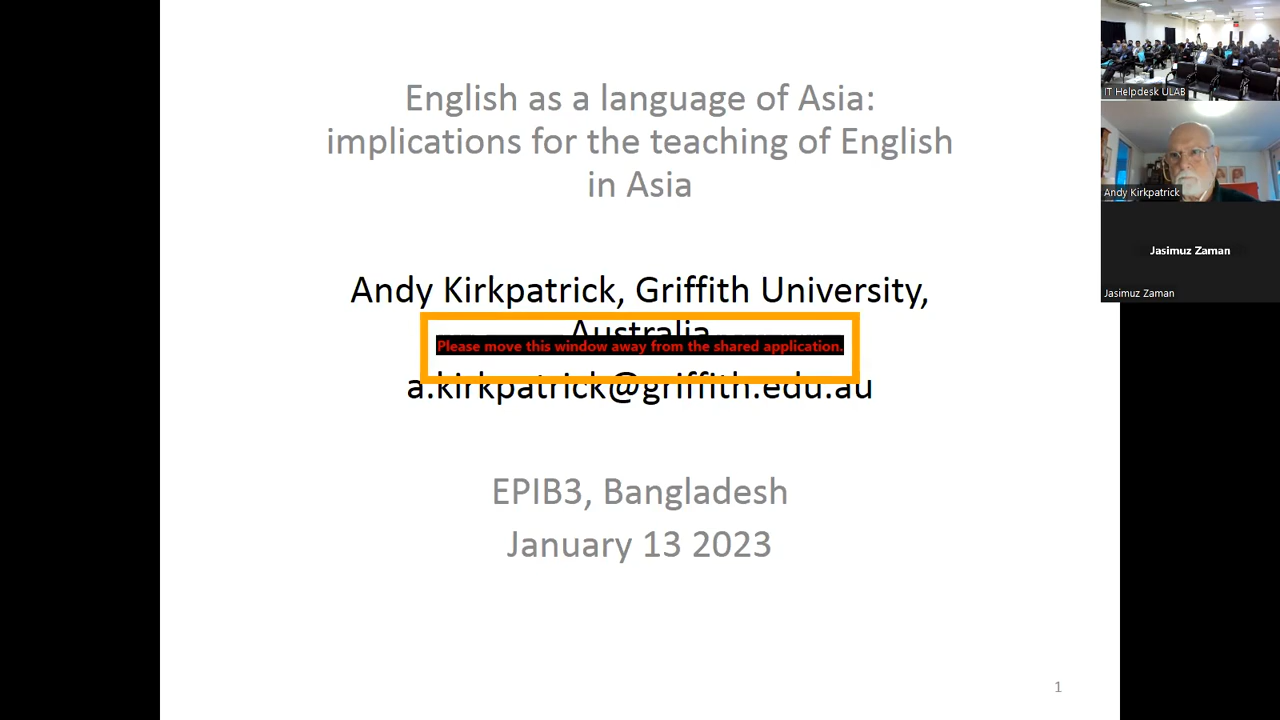 English as a language of Asia:
implications for the teaching of English
in Asia
Andy Kirkpatrick, Griffith University,
Australia
Please move this window away from the shared application.
a.kirkpatrick@griffith.edu.au
EPIB3, Bangladesh
January 13 2023
1
IT Helpdesk ULAB
Andy Kirkpatrick
Jasimuz Zaman
Jasimuz Zaman